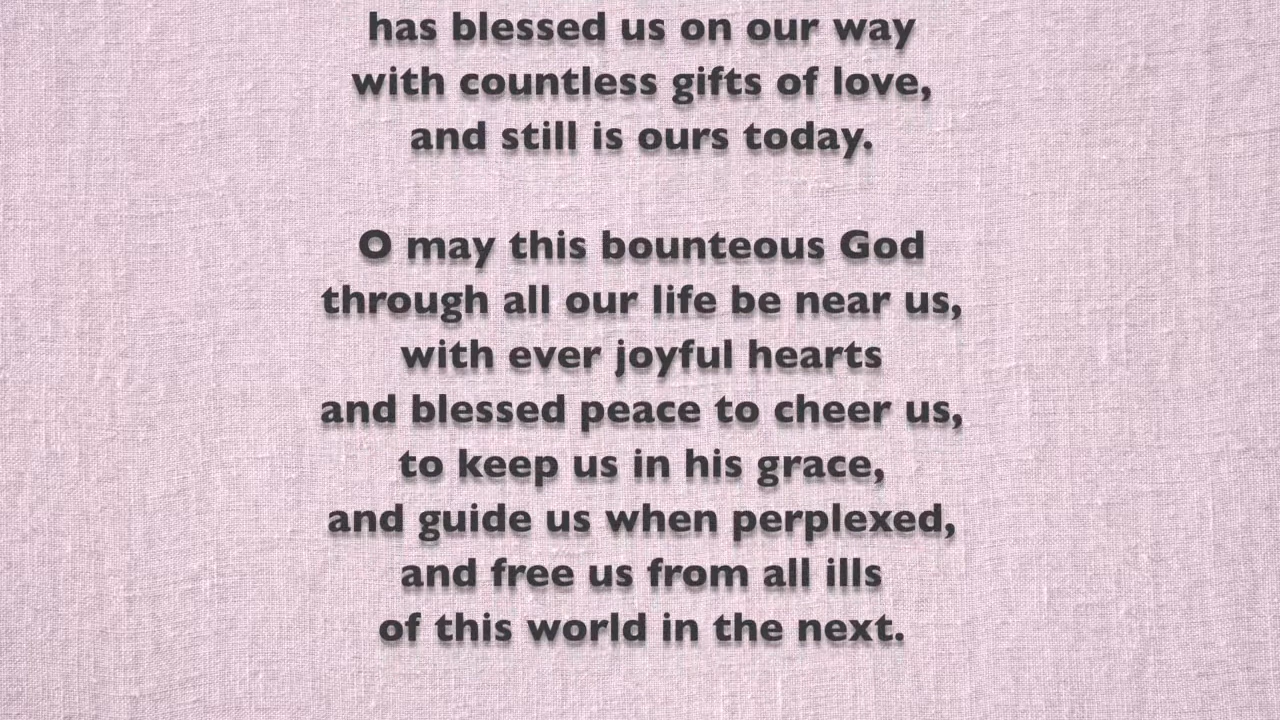 has blessed us on our way
with countless gifts of love,
and still is ours today.
O may this bounteous God
through all our life be near us,
with ever joyful hearts
and blessed peace to cheer us,
to keep us in his grace,
and guide us when perplexed,
and free us from all ills
of this world in the next.